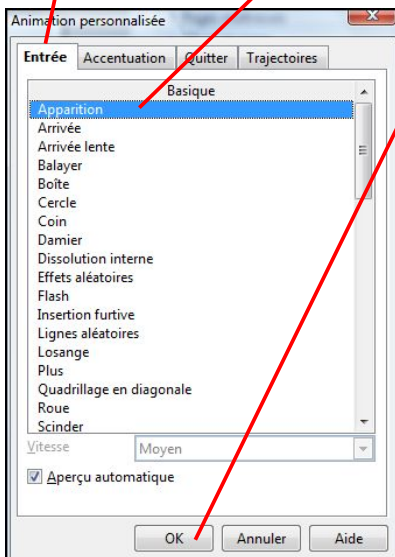 Animation personnalisée
Entrée Accentuation Quitter Trajectoires
Basique
Apparition
Arrivée
Arrivée lente
Balayer
Boîte
Cercle
Coin
Damier
Dissolution interne
Effets aléatoires
Flash
Insertion furtive
Lignes aléatoires
Losange
Plus
Quadrillage en diagonale
Roue
Scinder
Vitesse Moyen
Aperçu automatique
OK Annuler Aide